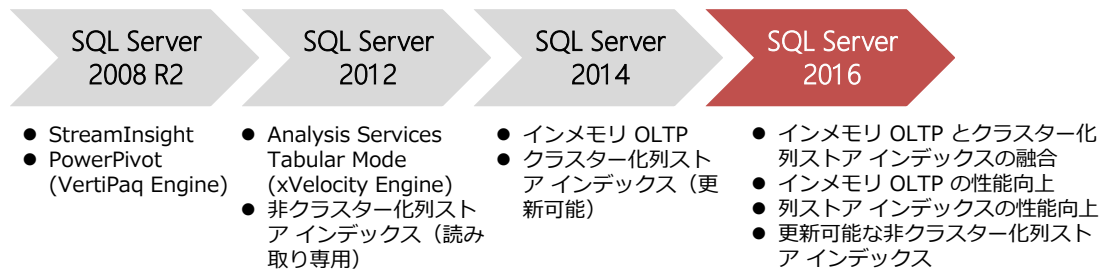 SQL Server
2008 R2
SQL Server
2012
SQL Server
2014
SQL Server
2016
● StreamInsight
● PowerPivot
(VertiPaq Engine)
● Analysis Services
Tabular Mode
(xVelocity Engine)
● 非クラスター化列スト
ア インデックス（読み
取り専用）
● インメモリ OLTP
● クラスター化列スト
ア インデックス（更
新可能）
● インメモリ OLTP とクラスター化
列ストア インデックスの融合
● インメモリ OLTP の性能向上
● 列ストア インデックスの性能向上
● 更新可能な非クラスター化列スト
ア インデックス